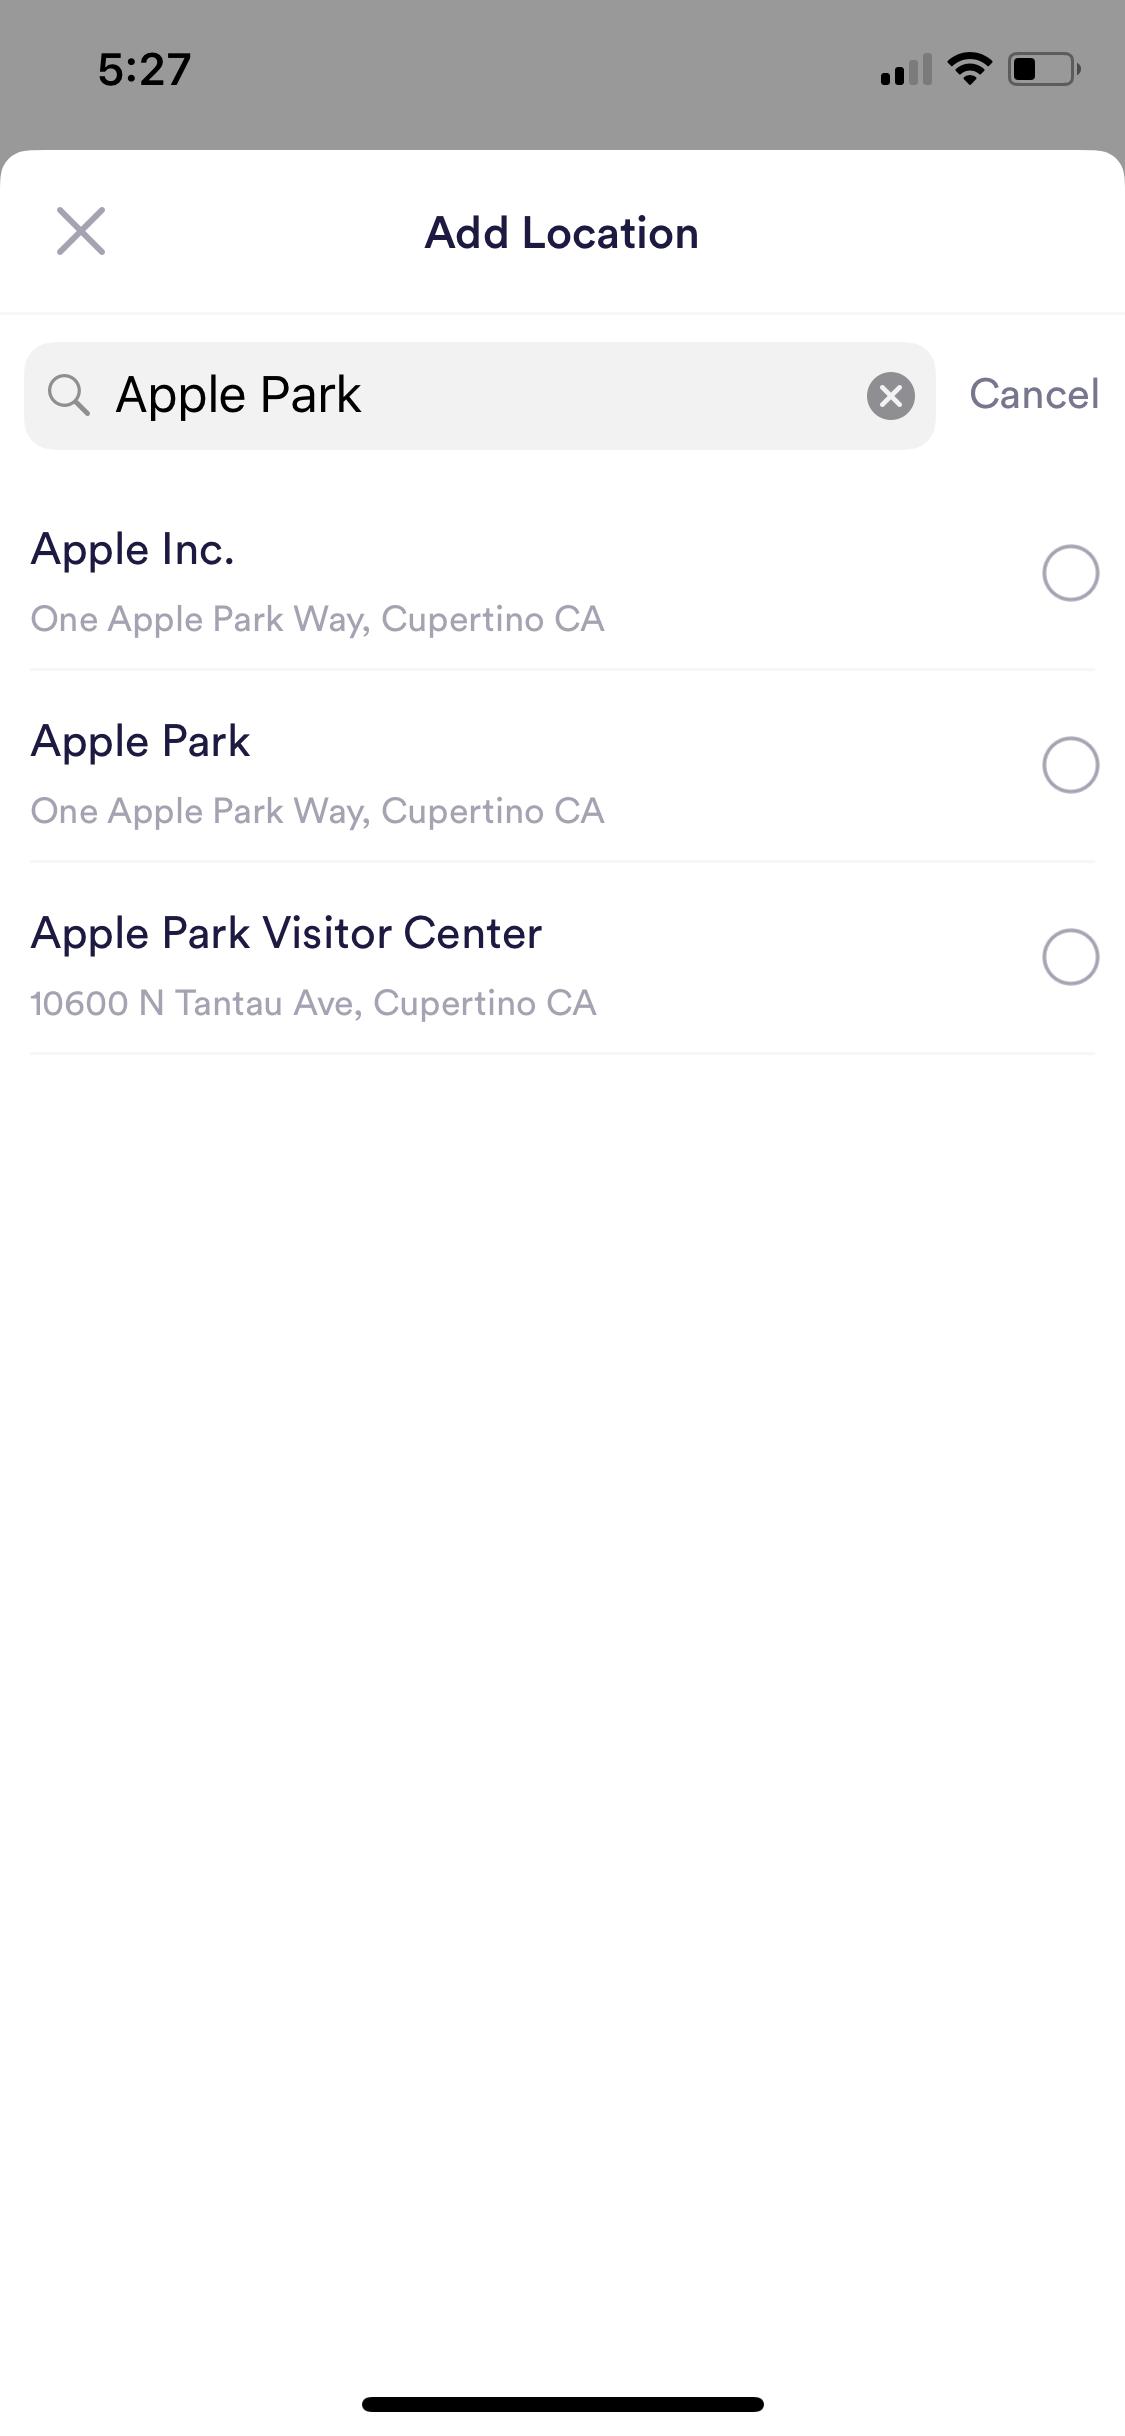 5:27
Add Location
Apple Park
Cancel
Apple Inc.
One Apple Park Way, Cupertino CA
Apple Park
One Apple Park Way, Cupertino CA
Apple Park Visitor Center
10600 N Tantau Ave, Cupertino CA